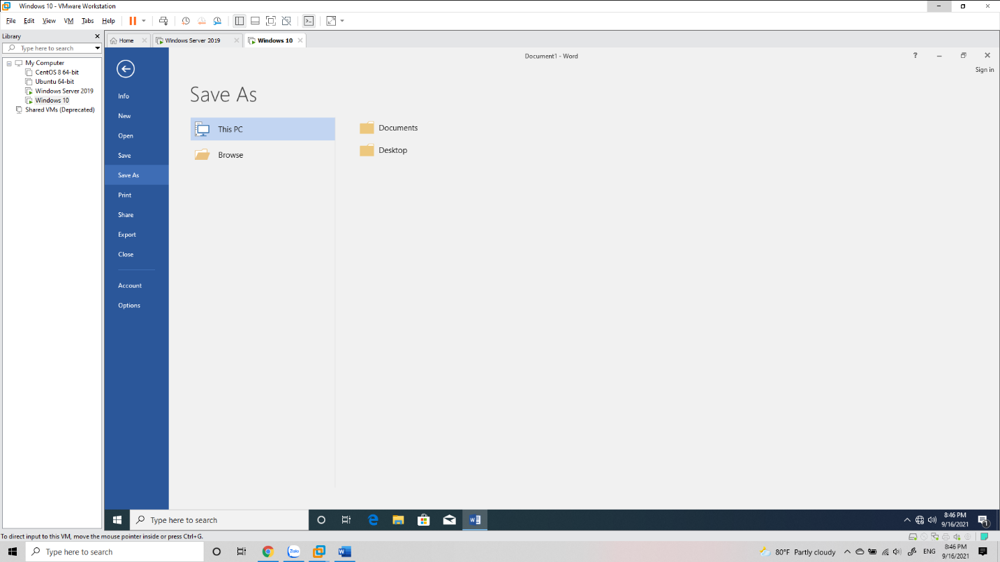 Windows 10 - VMware Workstation
File Edit View VM Tabs Help
Library
Type here to search
My Computer
CentOS 8 64-bit
Ubuntu 64-bit
Windows Server 2019
Windows 10
Shared VMs (Deprecated)
Home
Windows Server 2019
Windows 10
Document1 - Word
?
Sign in
Info
New
Open
Save
Save As
Print
Share
Export
Close
Account
Options
Save As
This PC
Browse
Documents
Desktop
Type here to search
8:46 PM
9/16/2021
1
To direct input to this VM, move the mouse pointer inside or press Ctrl+G.
Type here to search
Zalo
80°F Partly cloudy
ENG
8:46 PM
9/16/2021